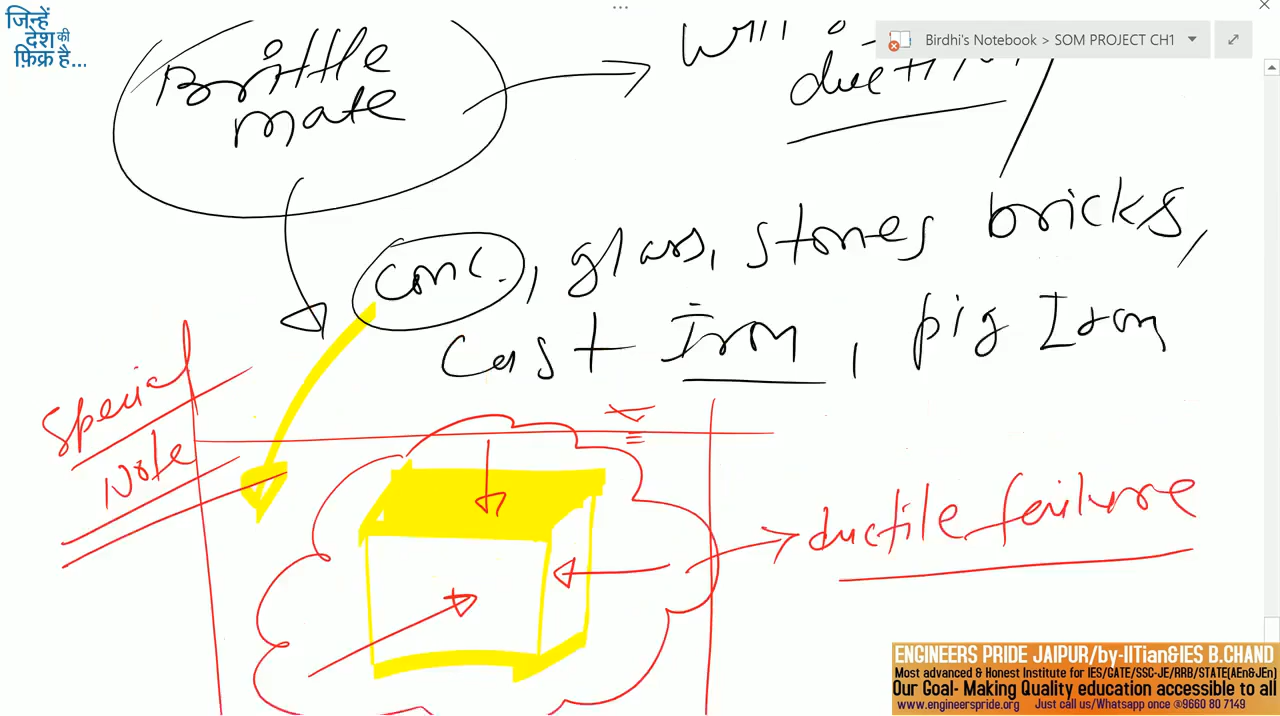 जिन्हें
देश की
फ़िक्र है...
Birdhi's Notebook > SOM PROJECT CH1
Brittle
mate
conc., glass, stones bricks,
Cast Iron, pig Iron
Special
Note
ductile failure
ENGINEERS PRIDE JAIPUR/by-IITian&IES B.CHAND
Most advanced & Honest Institute for IES/GATE/SSC-JE/RRB/STATE(AEn&JEn)
Our Goal- Making Quality education accessible to all
www.engineerspride.org Just call us/Whatsapp once @9660 80 7149